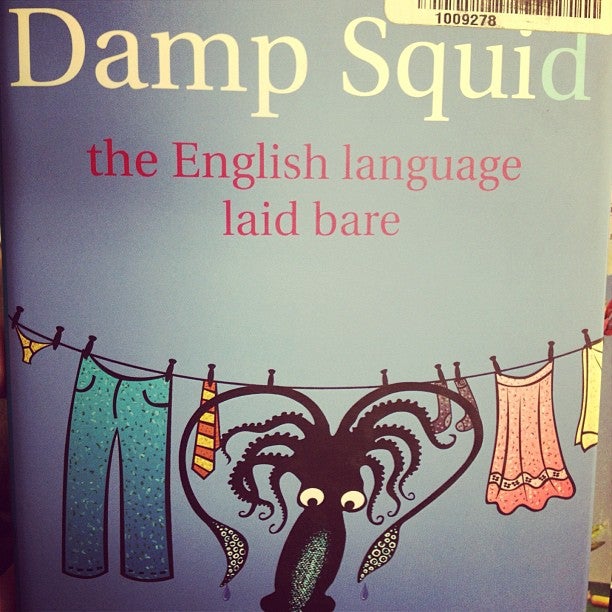 1009278
Damp Squid
the English language
laid bare